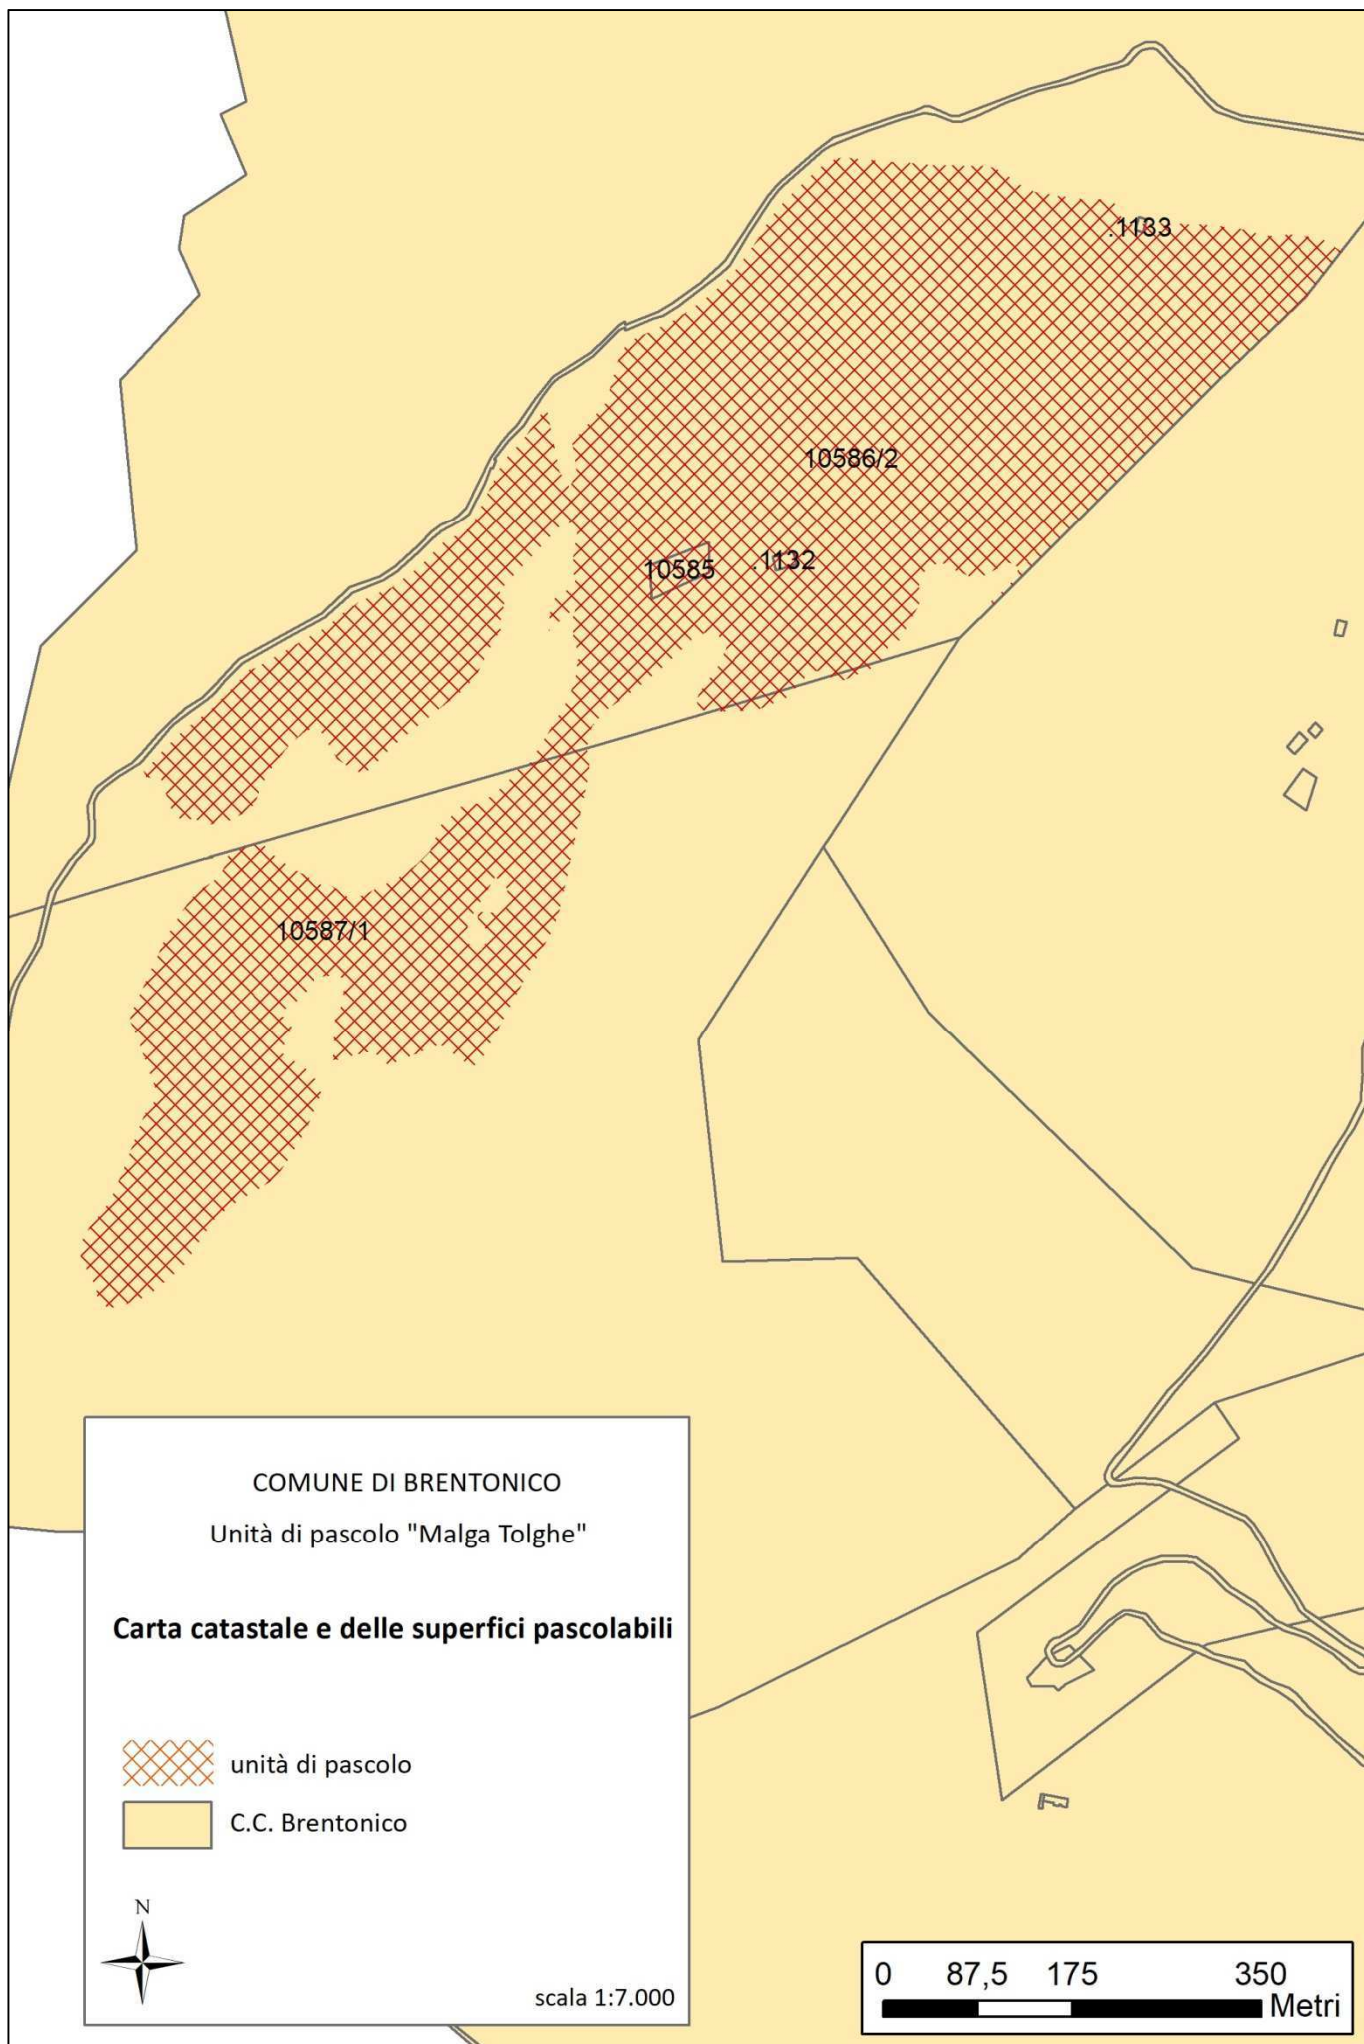 .1133
10586/2
.1132
10585
10587/1
COMUNE DI BRENTONICO
Unità di pascolo "Malga Tolghe"
Carta catastale e delle superfici pascolabili
unità di pascolo
C.C. Brentonico
N
scala 1:7.000
0 87,5 175 350
Metri